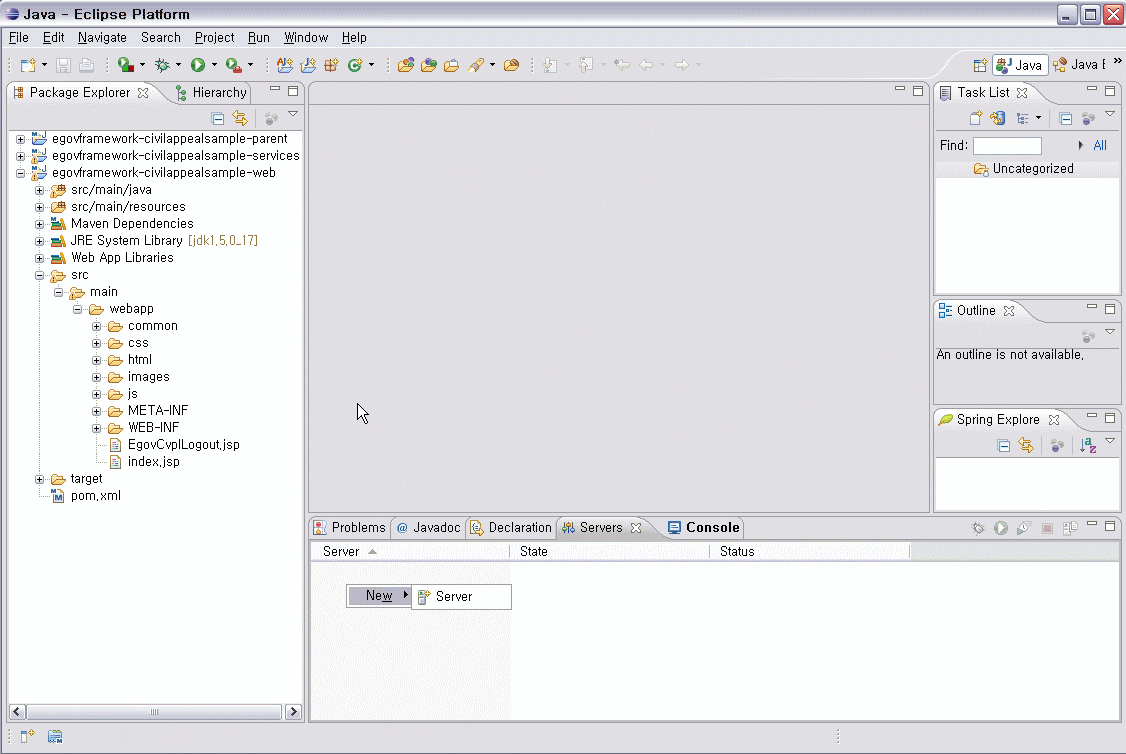 Java - Eclipse Platform
File Edit Navigate Search Project Run Window Help
Java
Java E
Package Explorer
Hierarchy
egovframework-civilappealsample-parent
egovframework-civilappealsample-services
egovframework-civilappealsample-web
src/main/java
src/main/resources
Maven Dependencies
JRE System Library [jdk1.5.0_17]
Web App Libraries
src
main
webapp
common
css
html
images
js
META-INF
WEB-INF
EgovCvplLogout.jsp
index.jsp
target
pom.xml
Task List
Find:
All
Uncategorized
Outline
An outline is not available.
Spring Explore
Problems
@ Javadoc
Declaration
Servers
Console
Server State Status
New
Server